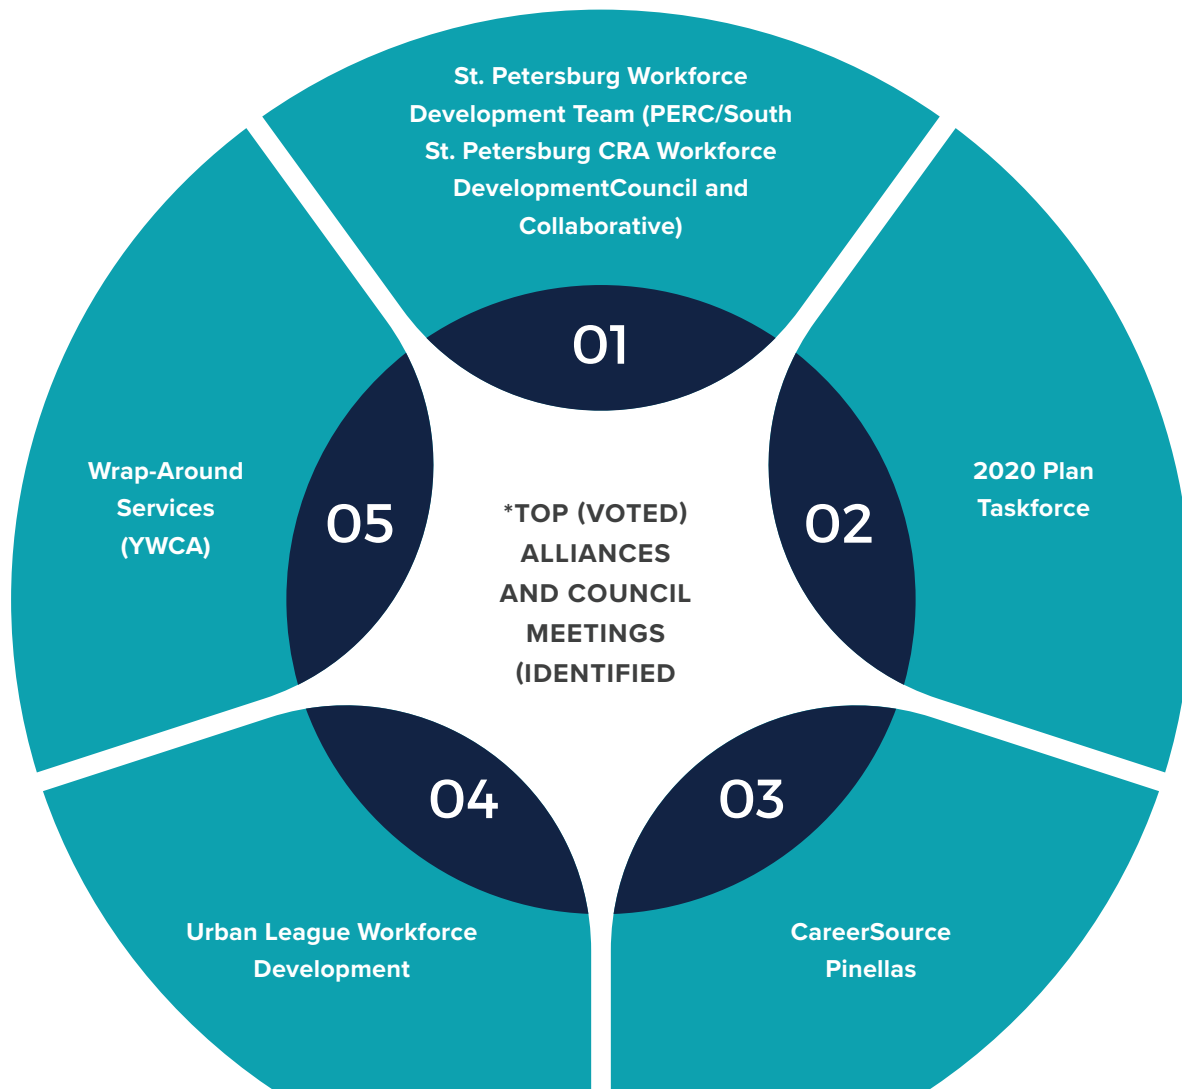 St. Petersburg Workforce
Development Team (PERC/South
St. Petersburg CRA Workforce
DevelopmentCouncil and
Collaborative)
01
2020 Plan
Taskforce
02
CareerSource
Pinellas
03
Urban League Workforce
Development
04
Wrap-Around
Services
(YWCA)
05
*TOP (VOTED)
ALLIANCES
AND COUNCIL
MEETINGS
(IDENTIFIED